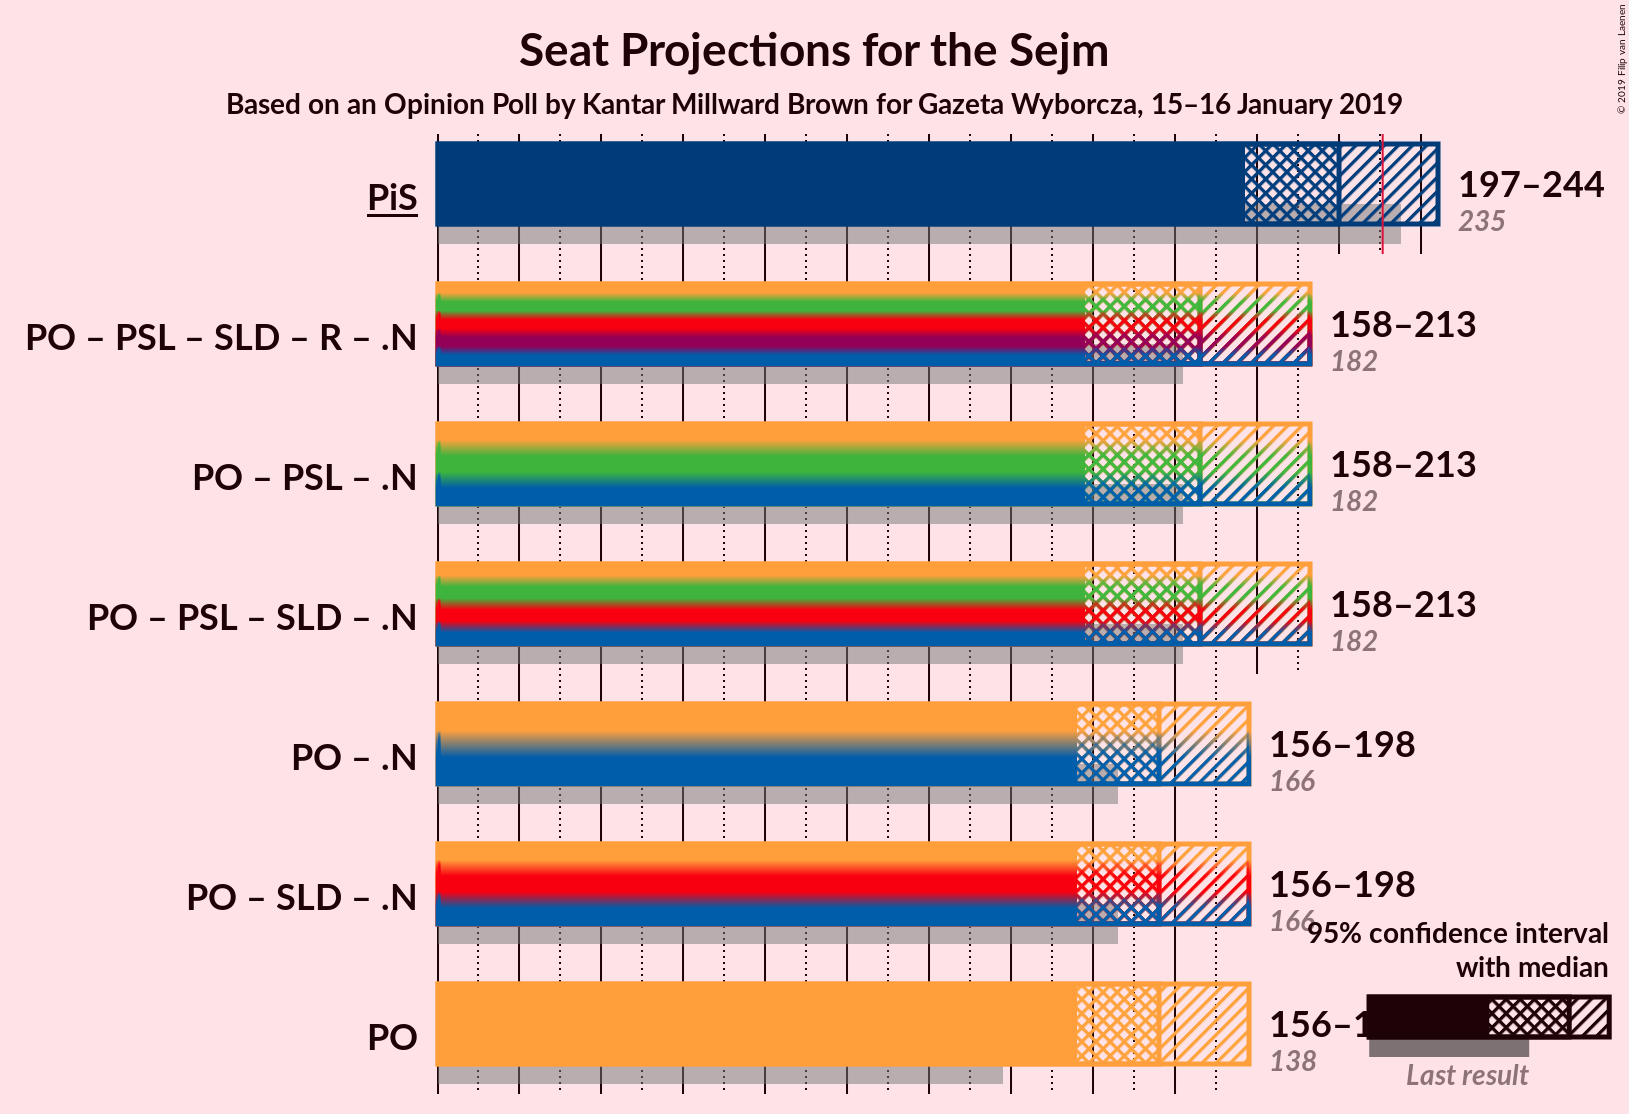 Seat Projections for the Sejm
Based on an Opinion Poll by Kantar Millward Brown for Gazeta Wyborcza, 15–16 January 2019
© 2019 Filip van Laenen
PiS
197–244
235
PO – PSL – SLD – R – .N
158–213
182
PO – PSL – .N
158–213
182
PO – PSL – SLD – .N
158–213
182
PO – .N
156–198
166
PO – SLD – .N
156–198
166
95% confidence interval
with median
PO
156–1
138
Last result